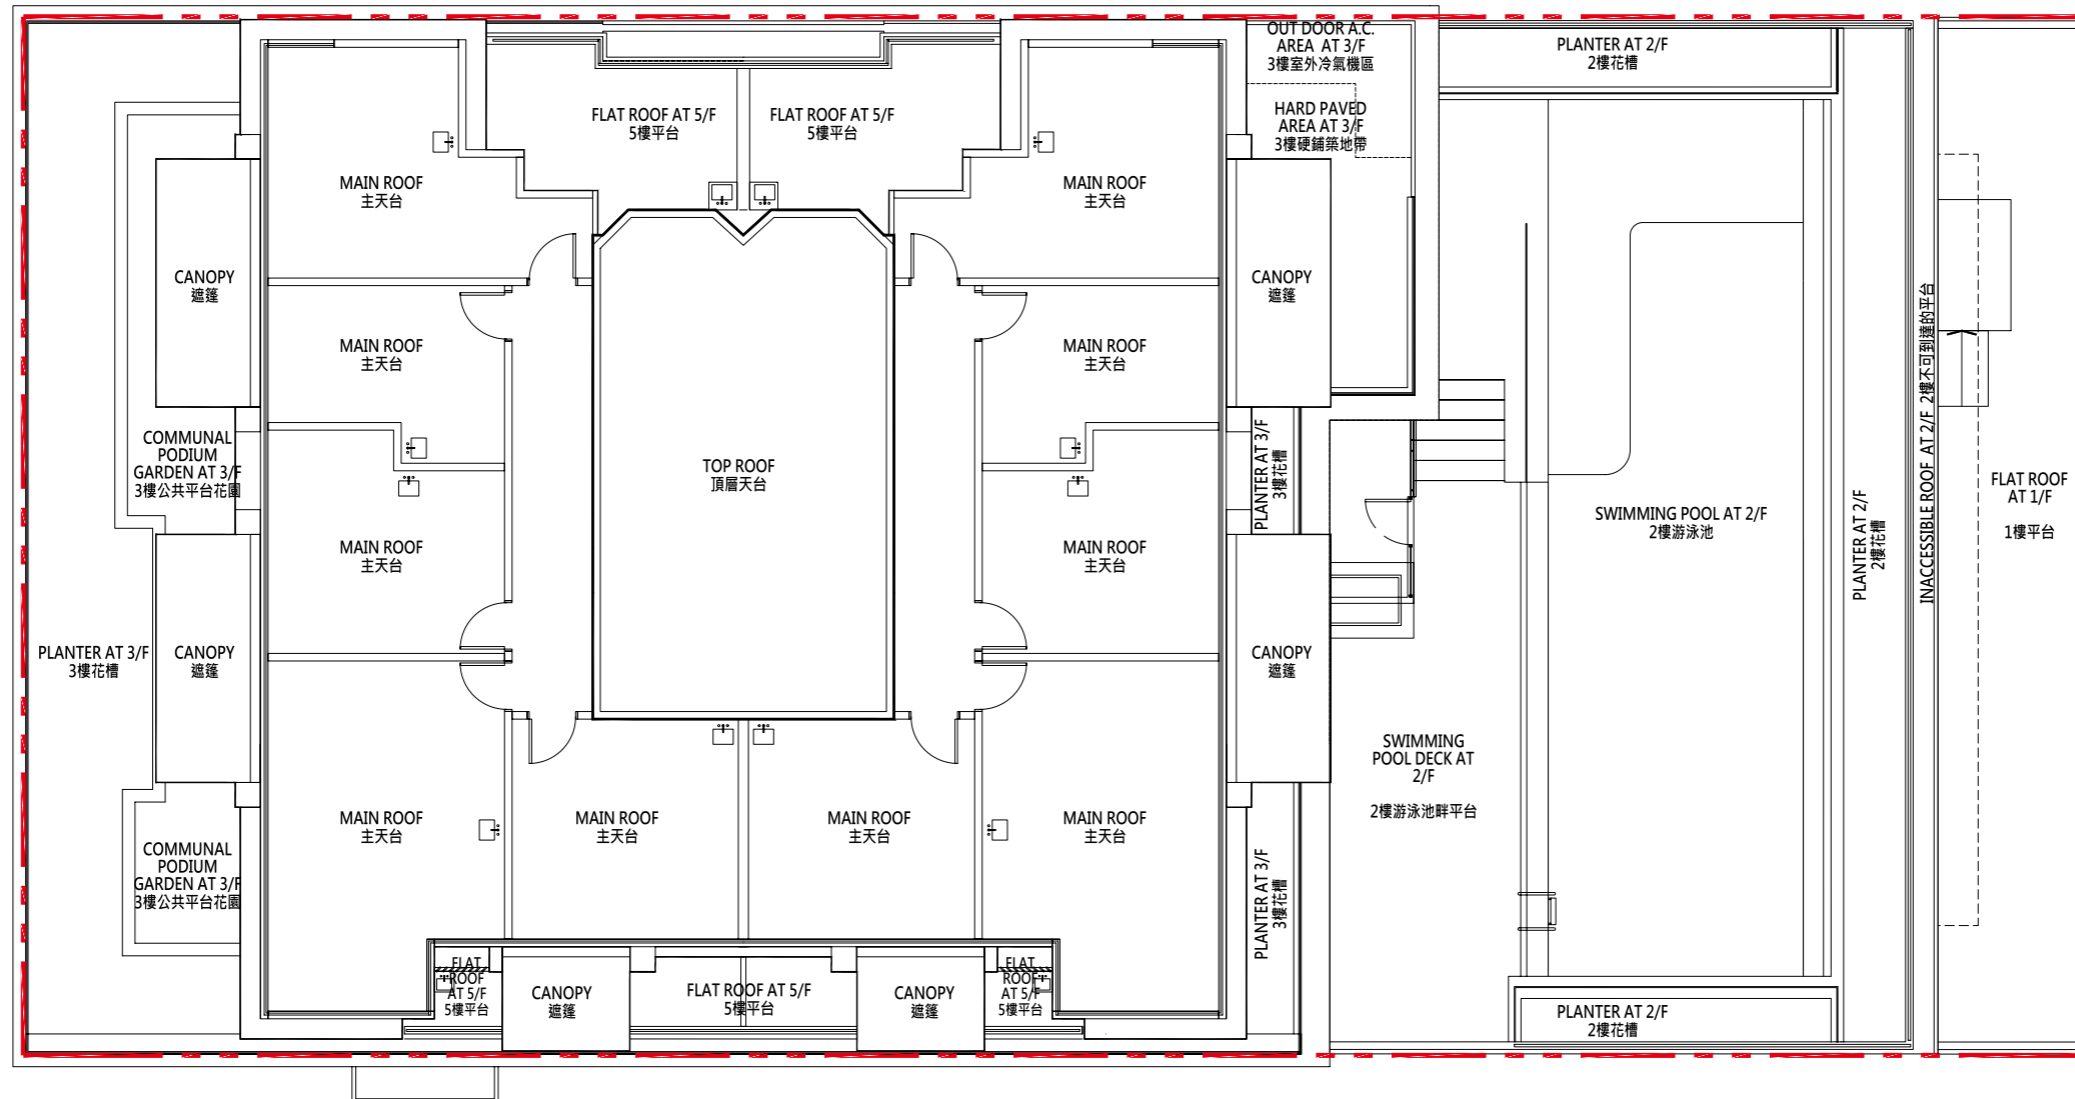 OUT DOOR A.C.
AREA AT 3/F
3樓室外冷氣機區
PLANTER AT 2/F
2樓花槽
FLAT ROOF AT 5/F
5樓平台
FLAT ROOF AT 5/F
5樓平台
HARD PAVED
AREA AT 3/F
3樓硬鋪築地帶
MAIN ROOF
主天台
MAIN ROOF
主天台
CANOPY
遮篷
CANOPY
遮篷
MAIN ROOF
主天台
MAIN ROOF
主天台
COMMUNAL
PODIUM
GARDEN AT 3/F
3樓公共平台花園
TOP ROOF
頂層天台
PLANTER AT 3/F
3樓花槽
SWIMMING POOL AT 2/F
2樓游泳池
PLANTER AT 2/F
2樓花槽
INACCESSIBLE ROOF AT 2/F 2樓不可到達的平台
FLAT ROOF
AT 1/F
1樓平台
MAIN ROOF
主天台
MAIN ROOF
主天台
PLANTER AT 3/F
3樓花槽
CANOPY
遮篷
CANOPY
遮篷
SWIMMING
POOL DECK AT
2/F
2樓游泳池畔平台
MAIN ROOF
主天台
MAIN ROOF
主天台
MAIN ROOF
主天台
MAIN ROOF
主天台
COMMUNAL
PODIUM
GARDEN AT 3/F
3樓公共平台花園
PLANTER AT 3/F
3樓花槽
FLAT
ROOF
AT 5/F
5樓平台
CANOPY
遮篷
FLAT ROOF AT 5/F
5樓平台
CANOPY
遮篷
FLAT
ROOF
AT 5/F
5樓平台
PLANTER AT 2/F
2樓花槽